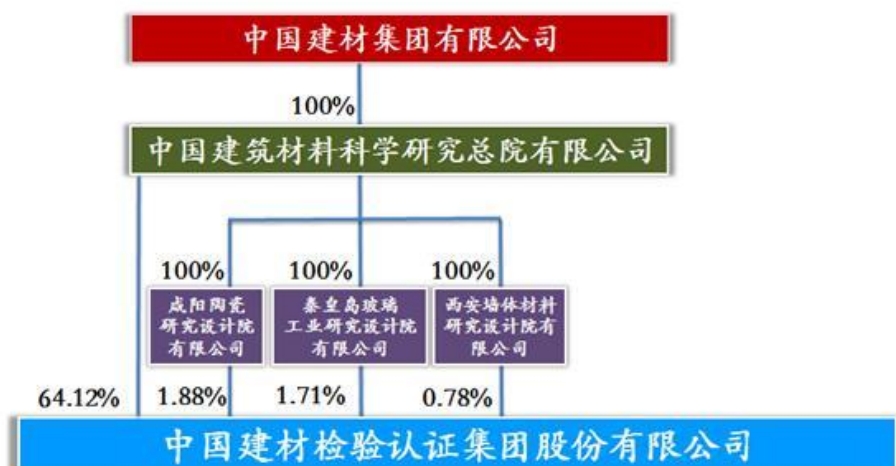 中国建材集团有限公司
100%
中国建筑材料科学研究总院有限公司
100% 100% 100%
咸阳陶瓷
研究设计院
有限公司
秦皇岛玻璃
工业研究设计院
有限公司
西安墙体材料
研究设计院有
限公司
64.12% 1.88% 1.71% 0.78%
中国建材检验认证集团股份有限公司